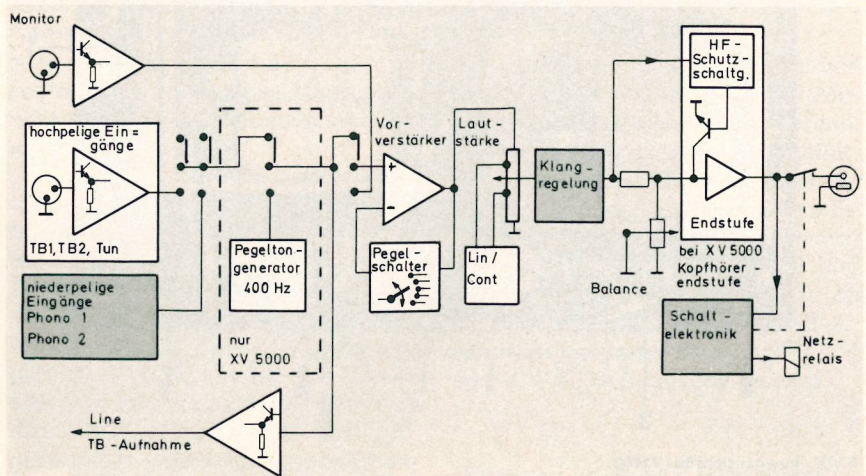 Monitor
hochpelige Ein =
gänge
TB1, TB2, Tun
niederpelige
Eingänge
Phono 1
Phono 2
Pegelton-
generator
400 Hz
nur
XV 5000
Line
TB - Aufnahme
Vor-
verstärker
+
-
Pegel-
schalter
Laut-
stärke
Lin /
Cont
Klang-
regelung
Balance
HF -
Schutz-
schaltg.
Endstufe
bei XV 5000
Kopfhörer -
endstufe
Schalt -
elektronik
Netz-
relais